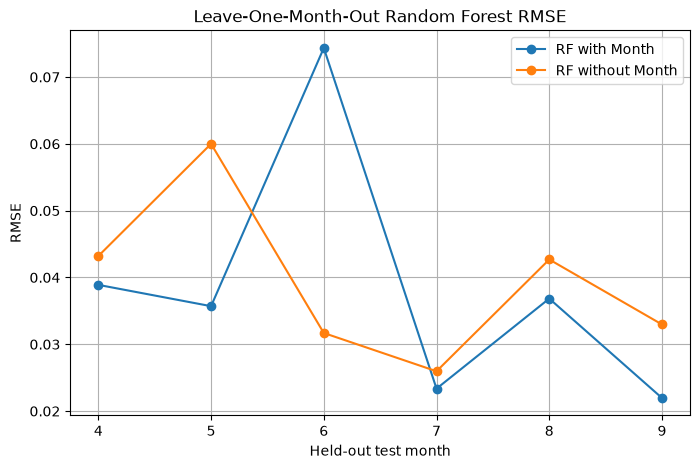 Leave-One-Month-Out Random Forest RMSE
RF with Month
RF without Month
0.07
0.06
0.05
0.04
0.03
0.02
RMSE
4 5 6 7 8 9
Held-out test month